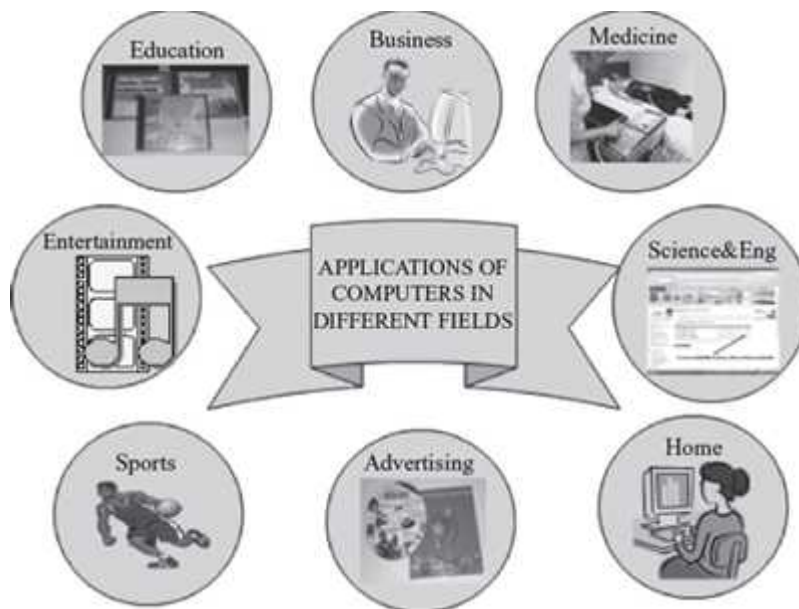 Education
Business
Medicine
Entertainment
APPLICATIONS OF
COMPUTERS IN
DIFFERENT FIELDS
Science&Eng
Sports
Advertising
Home